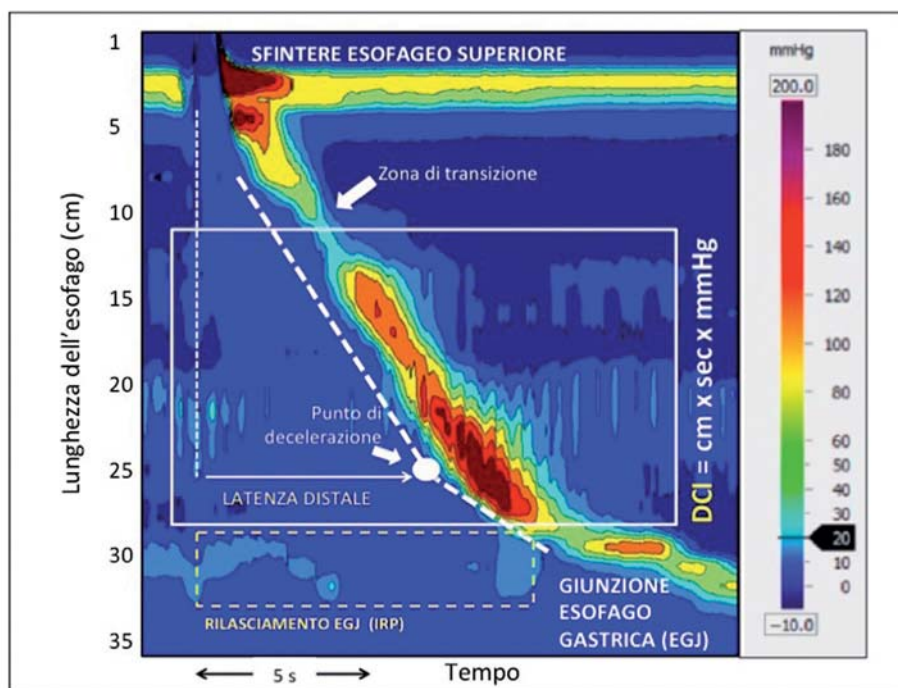 1
5
10
15
20
25
30
35
Lunghezza dell'esofago (cm)
SFINTERE ESOFAGEO SUPERIORE
Zona di transizione
Punto di
decelerazione
LATENZA DISTALE
RILASCIAMENTO EGJ (IRP)
GIUNZIONE
ESOFAGO
GASTRICA (EGJ)
5 s
Tempo
DCI = cm x sec x mmHg
mmHg
200.0
180
160
140
120
100
80
60
50
40
30
20
0
-10.0